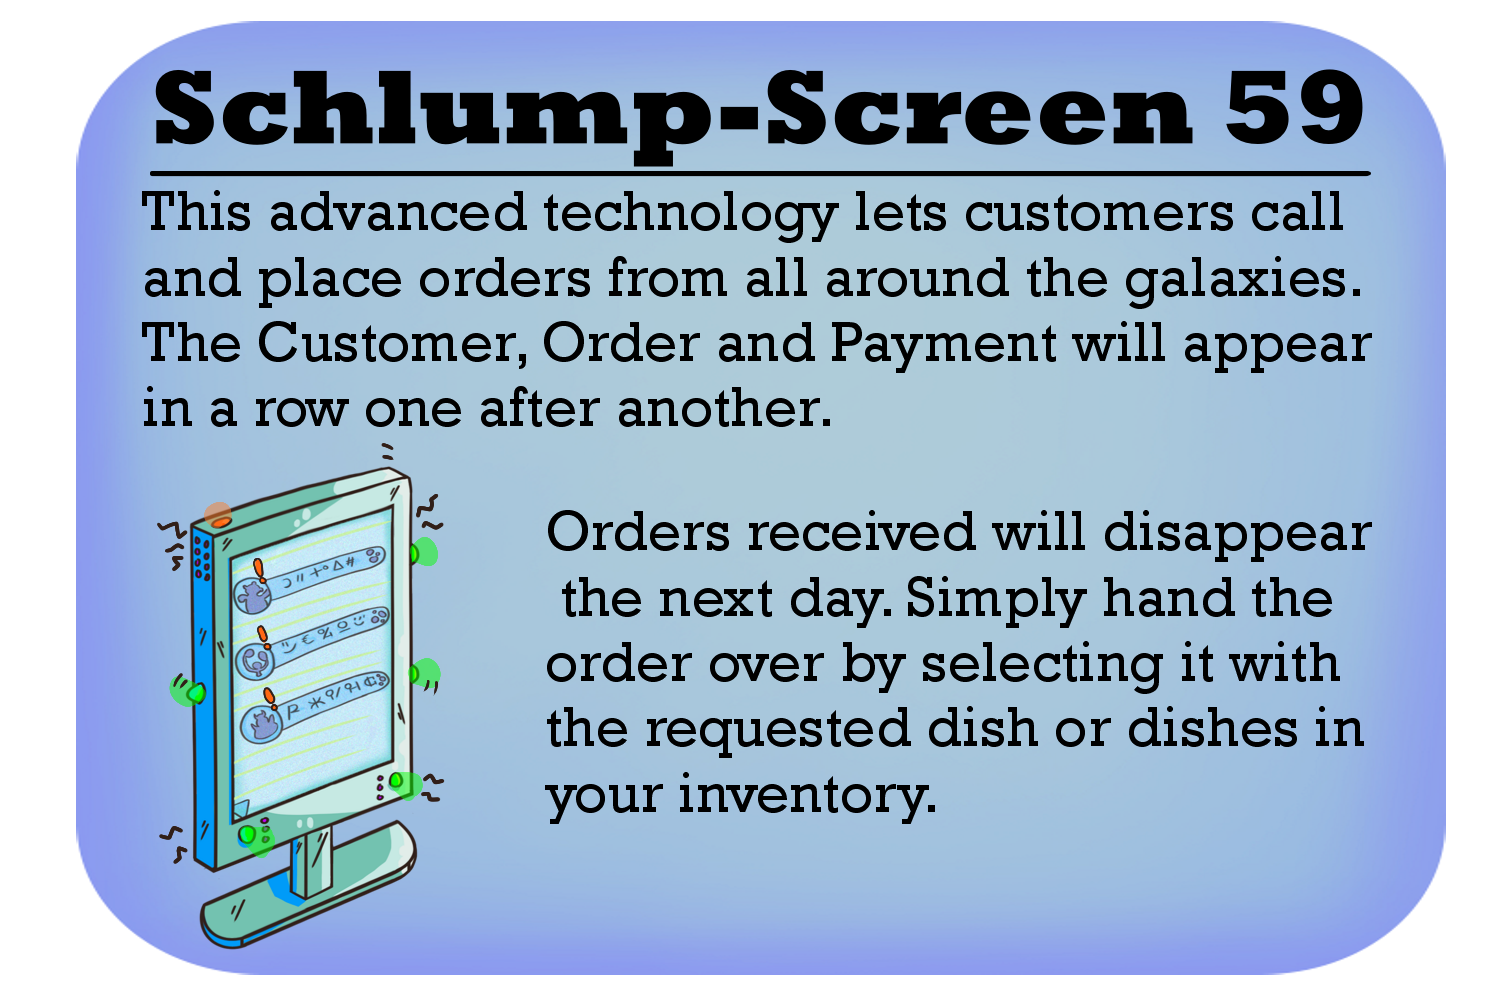 Schlump-Screen 59
This advanced technology lets customers call
and place orders from all around the galaxies.
The Customer, Order and Payment will appear
in a row one after another.
Orders received will disappear
the next day. Simply hand the
order over by selecting it with
the requested dish or dishes in
your inventory.